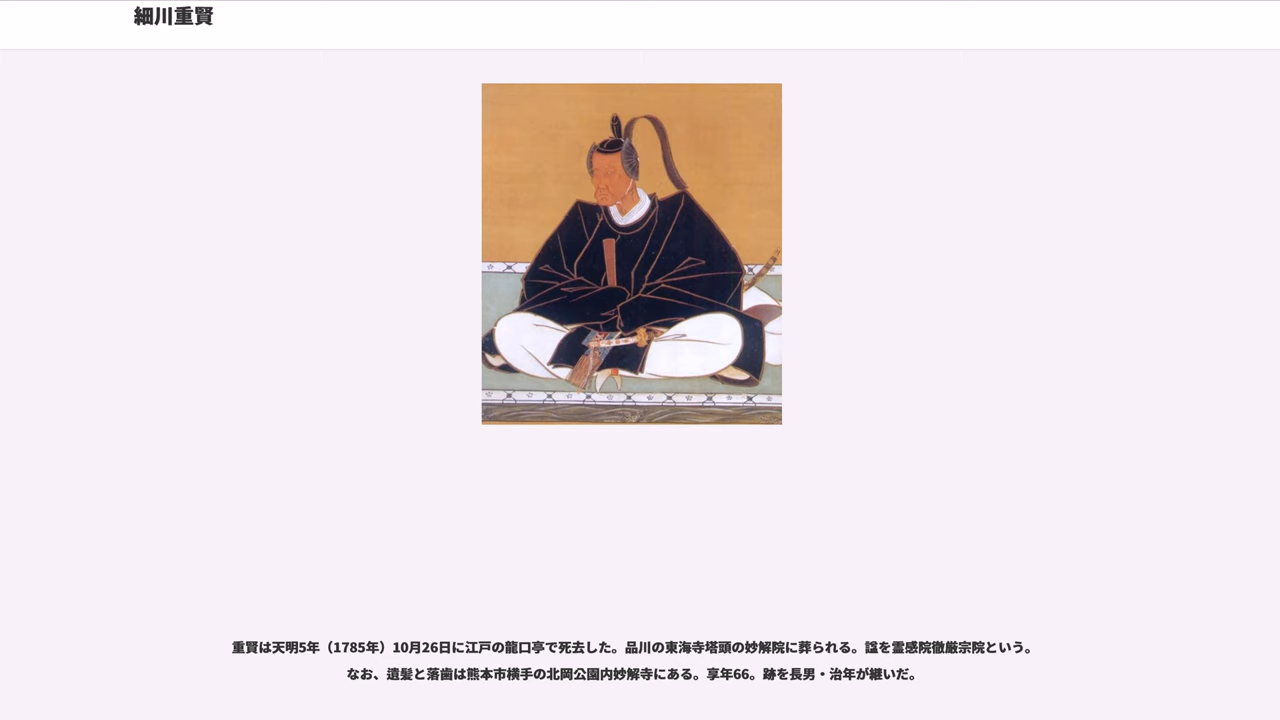 細川重賢
重賢は天明5年（1785年）10月26日に江戸の龍口亭で死去した。品川の東海寺塔頭の妙解院に葬られる。諡を霊感院徹厳宗院という。
なお、遺髪と落歯は熊本市横手の北岡公園内妙解寺にある。享年66。跡を長男・治年が継いだ。